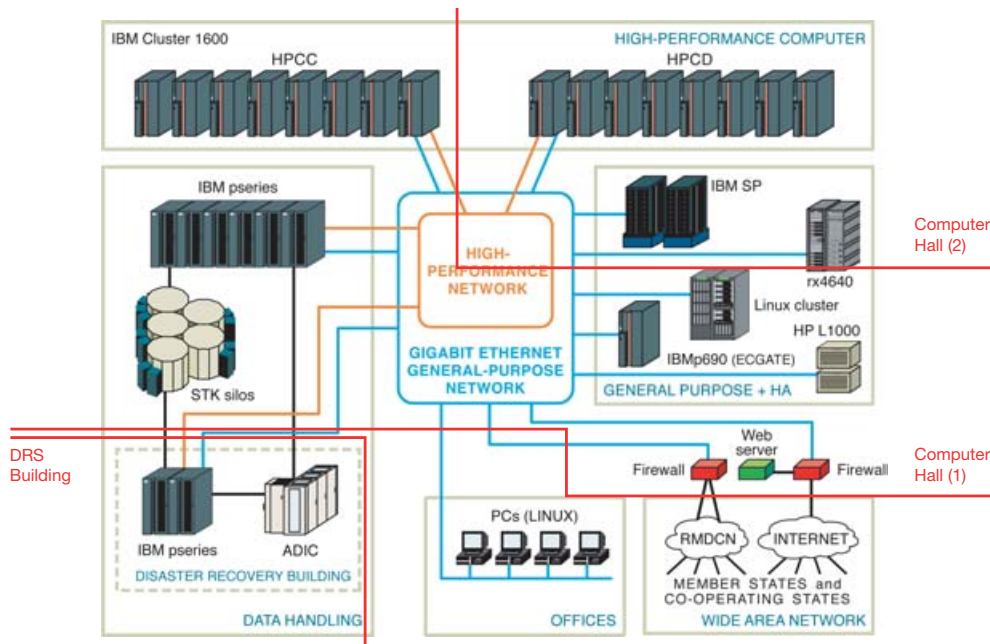 IBM Cluster 1600
HIGH-PERFORMANCE COMPUTER
HPCC
HPCD
IBM pseries
IBM SP
Computer
Hall (2)
HIGH-
PERFORMANCE
NETWORK
rx4640
Linux cluster
HP L1000
GIGABIT ETHERNET
GENERAL-PURPOSE
NETWORK
IBMp690 (ECGATE)
STK silos
GENERAL PURPOSE + HA
DRS
Building
Web
server
Firewall
Firewall
Computer
Hall (1)
PCs (LINUX)
IBM pseries
ADIC
RMDCN
INTERNET
DISASTER RECOVERY BUILDING
MEMBER STATES and
CO-OPERATING STATES
DATA HANDLING
OFFICES
WIDE AREA NETWORK